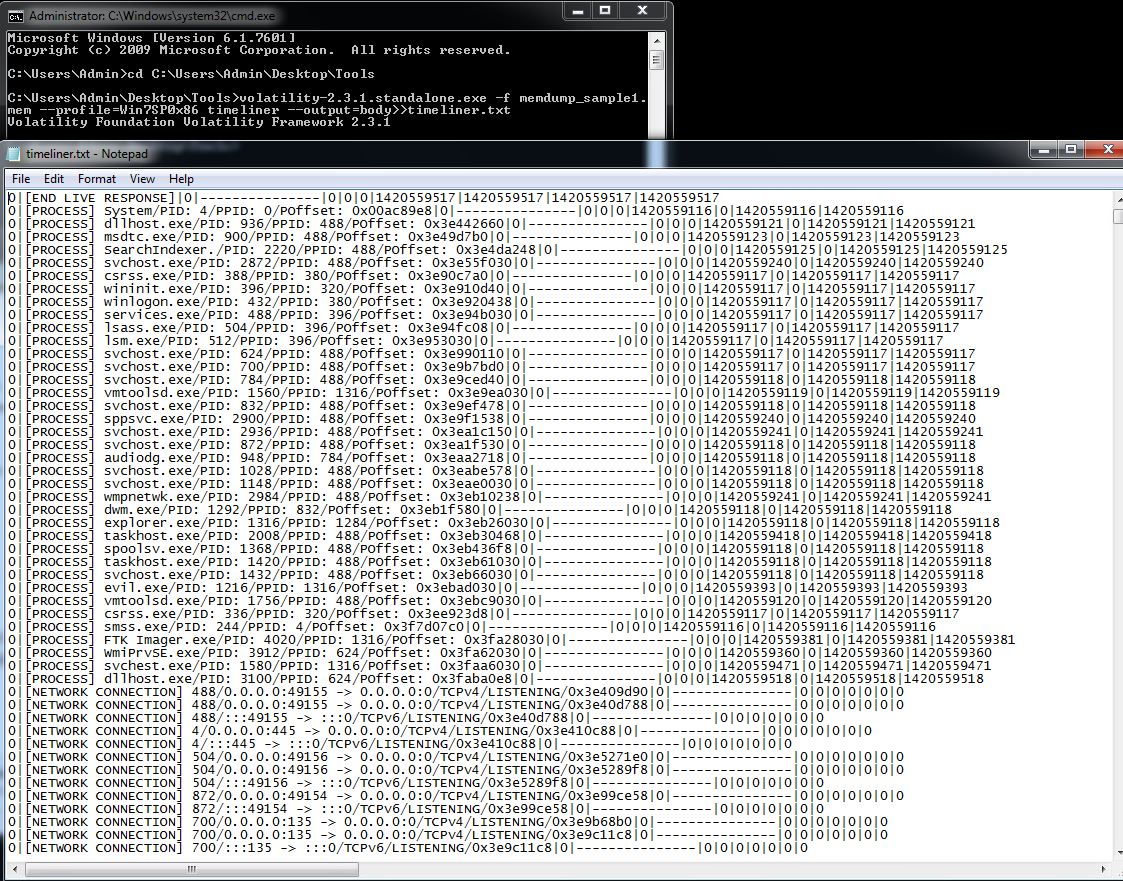 Administrator: C:\Windows\system32\cmd.exe
Microsoft Windows [Version 6.1.7601]
Copyright (c) 2009 Microsoft Corporation.  All rights reserved.
C:\Users\Admin>cd C:\Users\Admin\Desktop\Tools
C:\Users\Admin\Desktop\Tools>volatility-2.3.1.standalone.exe -f memdump_sample1.
mem --profile=Win7SP0x86 timeliner --output=body>>timeliner.txt
Volatility Foundation Volatility Framework 2.3.1
timeliner.txt - Notepad
File Edit Format View Help
0|[END LIVE RESPONSE]|0|---------------|0|0|0|1420559517|1420559517|1420559517|1420559517
0|[PROCESS] System/PID: 4/PPID: 0/POffset: 0x00ac89e8|0|---------------|0|0|0|1420559116|0|1420559116|1420559116
0|[PROCESS] dllhost.exe/PID: 936/PPID: 488/POffset: 0x3e442660|0|---------------|0|0|0|1420559121|0|1420559121|1420559121
0|[PROCESS] msdtc.exe/PID: 900/PPID: 488/POffset: 0x3e49d7b0|0|---------------|0|0|0|1420559123|0|1420559123|1420559123
0|[PROCESS] SearchIndexer./PID: 2220/PPID: 488/POffset: 0x3e4da248|0|---------------|0|0|0|1420559125|0|1420559125|1420559125
0|[PROCESS] svchost.exe/PID: 2872/PPID: 488/POffset: 0x3e55f030|0|---------------|0|0|0|1420559240|0|1420559240|1420559240
0|[PROCESS] csrss.exe/PID: 388/PPID: 380/POffset: 0x3e90c7a0|0|---------------|0|0|0|1420559117|0|1420559117|1420559117
0|[PROCESS] wininit.exe/PID: 396/PPID: 320/POffset: 0x3e910d40|0|---------------|0|0|0|1420559117|0|1420559117|1420559117
0|[PROCESS] winlogon.exe/PID: 432/PPID: 380/POffset: 0x3e920438|0|---------------|0|0|0|1420559117|0|1420559117|1420559117
0|[PROCESS] services.exe/PID: 488/PPID: 396/POffset: 0x3e94b030|0|---------------|0|0|0|1420559117|0|1420559117|1420559117
0|[PROCESS] lsass.exe/PID: 504/PPID: 396/POffset: 0x3e94fc08|0|---------------|0|0|0|1420559117|0|1420559117|1420559117
0|[PROCESS] lsm.exe/PID: 512/PPID: 396/POffset: 0x3e953030|0|---------------|0|0|0|1420559117|0|1420559117|1420559117
0|[PROCESS] svchost.exe/PID: 624/PPID: 488/POffset: 0x3e990110|0|---------------|0|0|0|1420559117|0|1420559117|1420559117
0|[PROCESS] svchost.exe/PID: 700/PPID: 488/POffset: 0x3e9b7bd0|0|---------------|0|0|0|1420559117|0|1420559117|1420559117
0|[PROCESS] svchost.exe/PID: 784/PPID: 488/POffset: 0x3e9ced40|0|---------------|0|0|0|1420559118|0|1420559118|1420559118
0|[PROCESS] vmtoolsd.exe/PID: 1560/PPID: 1316/POffset: 0x3e9ea030|0|---------------|0|0|0|1420559119|0|1420559119|1420559119
0|[PROCESS] svchost.exe/PID: 832/PPID: 488/POffset: 0x3e9ef478|0|---------------|0|0|0|1420559118|0|1420559118|1420559118
0|[PROCESS] sppsvc.exe/PID: 2900/PPID: 488/POffset: 0x3e9f1538|0|---------------|0|0|0|1420559240|0|1420559240|1420559240
0|[PROCESS] svchost.exe/PID: 2936/PPID: 488/POffset: 0x3ea1c150|0|---------------|0|0|0|1420559241|0|1420559241|1420559241
0|[PROCESS] svchost.exe/PID: 872/PPID: 488/POffset: 0x3ea1f530|0|---------------|0|0|0|1420559118|0|1420559118|1420559118
0|[PROCESS] audiodg.exe/PID: 948/PPID: 784/POffset: 0x3eaa2718|0|---------------|0|0|0|1420559118|0|1420559118|1420559118
0|[PROCESS] svchost.exe/PID: 1028/PPID: 488/POffset: 0x3eabe578|0|---------------|0|0|0|1420559118|0|1420559118|1420559118
0|[PROCESS] svchost.exe/PID: 1148/PPID: 488/POffset: 0x3eae0030|0|---------------|0|0|0|1420559118|0|1420559118|1420559118
0|[PROCESS] wmpnetwk.exe/PID: 2984/PPID: 488/POffset: 0x3eb10238|0|---------------|0|0|0|1420559241|0|1420559241|1420559241
0|[PROCESS] dwm.exe/PID: 1292/PPID: 832/POffset: 0x3eb1f580|0|---------------|0|0|0|1420559118|0|1420559118|1420559118
0|[PROCESS] explorer.exe/PID: 1316/PPID: 1284/POffset: 0x3eb26030|0|---------------|0|0|0|1420559118|0|1420559118|1420559118
0|[PROCESS] taskhost.exe/PID: 2008/PPID: 488/POffset: 0x3eb30468|0|---------------|0|0|0|1420559418|0|1420559418|1420559418
0|[PROCESS] spoolsv.exe/PID: 1368/PPID: 488/POffset: 0x3eb436f8|0|---------------|0|0|0|1420559118|0|1420559118|1420559118
0|[PROCESS] taskhost.exe/PID: 1420/PPID: 488/POffset: 0x3eb61030|0|---------------|0|0|0|1420559118|0|1420559118|1420559118
0|[PROCESS] svchost.exe/PID: 1432/PPID: 488/POffset: 0x3eb66030|0|---------------|0|0|0|1420559118|0|1420559118|1420559118
0|[PROCESS] evil.exe/PID: 1216/PPID: 1316/POffset: 0x3ebad030|0|---------------|0|0|0|1420559393|0|1420559393|1420559393
0|[PROCESS] vmtoolsd.exe/PID: 1756/PPID: 488/POffset: 0x3ebc9030|0|---------------|0|0|0|1420559120|0|1420559120|1420559120
0|[PROCESS] csrss.exe/PID: 336/PPID: 320/POffset: 0x3ee923d8|0|---------------|0|0|0|1420559117|0|1420559117|1420559117
0|[PROCESS] smss.exe/PID: 244/PPID: 4/POffset: 0x3f7d07c0|0|---------------|0|0|0|1420559116|0|1420559116|1420559116
0|[PROCESS] FTK Imager.exe/PID: 4020/PPID: 1316/POffset: 0x3fa28030|0|---------------|0|0|0|1420559381|0|1420559381|1420559381
0|[PROCESS] WmiPrvSE.exe/PID: 3912/PPID: 624/POffset: 0x3fa62030|0|---------------|0|0|0|1420559360|0|1420559360|1420559360
0|[PROCESS] svchest.exe/PID: 1580/PPID: 1316/POffset: 0x3faa6030|0|---------------|0|0|0|1420559471|0|1420559471|1420559471
0|[PROCESS] dllhost.exe/PID: 3100/PPID: 624/POffset: 0x3faba0e8|0|---------------|0|0|0|1420559518|0|1420559518|1420559518
0|[NETWORK CONNECTION] 488/0.0.0.0:49155 -> 0.0.0.0:0/TCPv4/LISTENING/0x3e409d90|0|---------------|0|0|0|0|0|0|0
0|[NETWORK CONNECTION] 488/0.0.0.0:49155 -> 0.0.0.0:0/TCPv4/LISTENING/0x3e40d788|0|---------------|0|0|0|0|0|0|0
0|[NETWORK CONNECTION] 488/:::49155 -> :::0/TCPv6/LISTENING/0x3e40d788|0|---------------|0|0|0|0|0|0|0
0|[NETWORK CONNECTION] 4/0.0.0.0:445 -> 0.0.0.0:0/TCPv4/LISTENING/0x3e410c88|0|---------------|0|0|0|0|0|0|0
0|[NETWORK CONNECTION] 4/:::445 -> :::0/TCPv6/LISTENING/0x3e410c88|0|---------------|0|0|0|0|0|0|0
0|[NETWORK CONNECTION] 504/0.0.0.0:49156 -> 0.0.0.0:0/TCPv4/LISTENING/0x3e5271e0|0|---------------|0|0|0|0|0|0|0
0|[NETWORK CONNECTION] 504/0.0.0.0:49156 -> 0.0.0.0:0/TCPv4/LISTENING/0x3e5289f8|0|---------------|0|0|0|0|0|0|0
0|[NETWORK CONNECTION] 504/:::49156 -> :::0/TCPv6/LISTENING/0x3e5289f8|0|---------------|0|0|0|0|0|0|0
0|[NETWORK CONNECTION] 872/0.0.0.0:49154 -> 0.0.0.0:0/TCPv4/LISTENING/0x3e99ce58|0|---------------|0|0|0|0|0|0|0
0|[NETWORK CONNECTION] 872/:::49154 -> :::0/TCPv6/LISTENING/0x3e99ce58|0|---------------|0|0|0|0|0|0|0
0|[NETWORK CONNECTION] 700/0.0.0.0:135 -> 0.0.0.0:0/TCPv4/LISTENING/0x3e9b68b0|0|---------------|0|0|0|0|0|0|0
0|[NETWORK CONNECTION] 700/0.0.0.0:135 -> 0.0.0.0:0/TCPv4/LISTENING/0x3e9c11c8|0|---------------|0|0|0|0|0|0|0
0|[NETWORK CONNECTION] 700/:::135 -> :::0/TCPv6/LISTENING/0x3e9c11c8|0|---------------|0|0|0|0|0|0|0